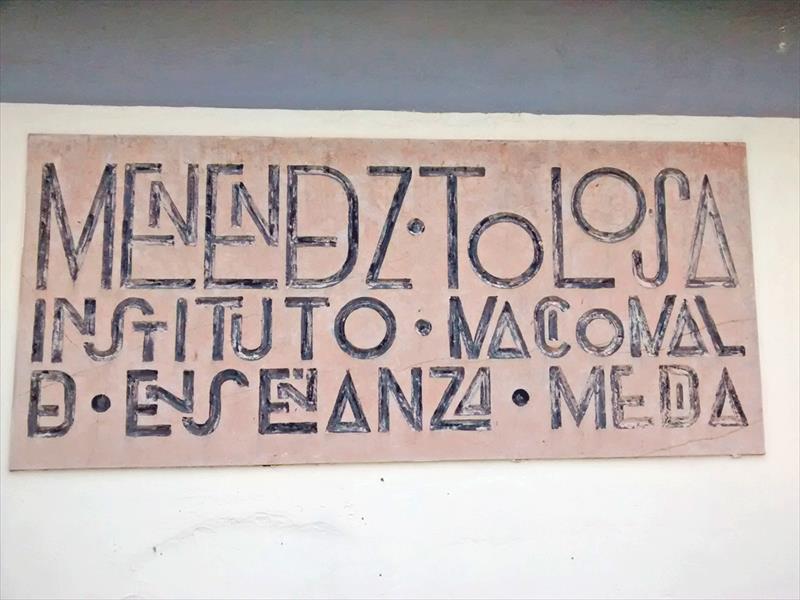 MENENDEZ·TOLOSA
INSTITUTO·NACIONAL
DE·ENSEÑANZA·MEDIA